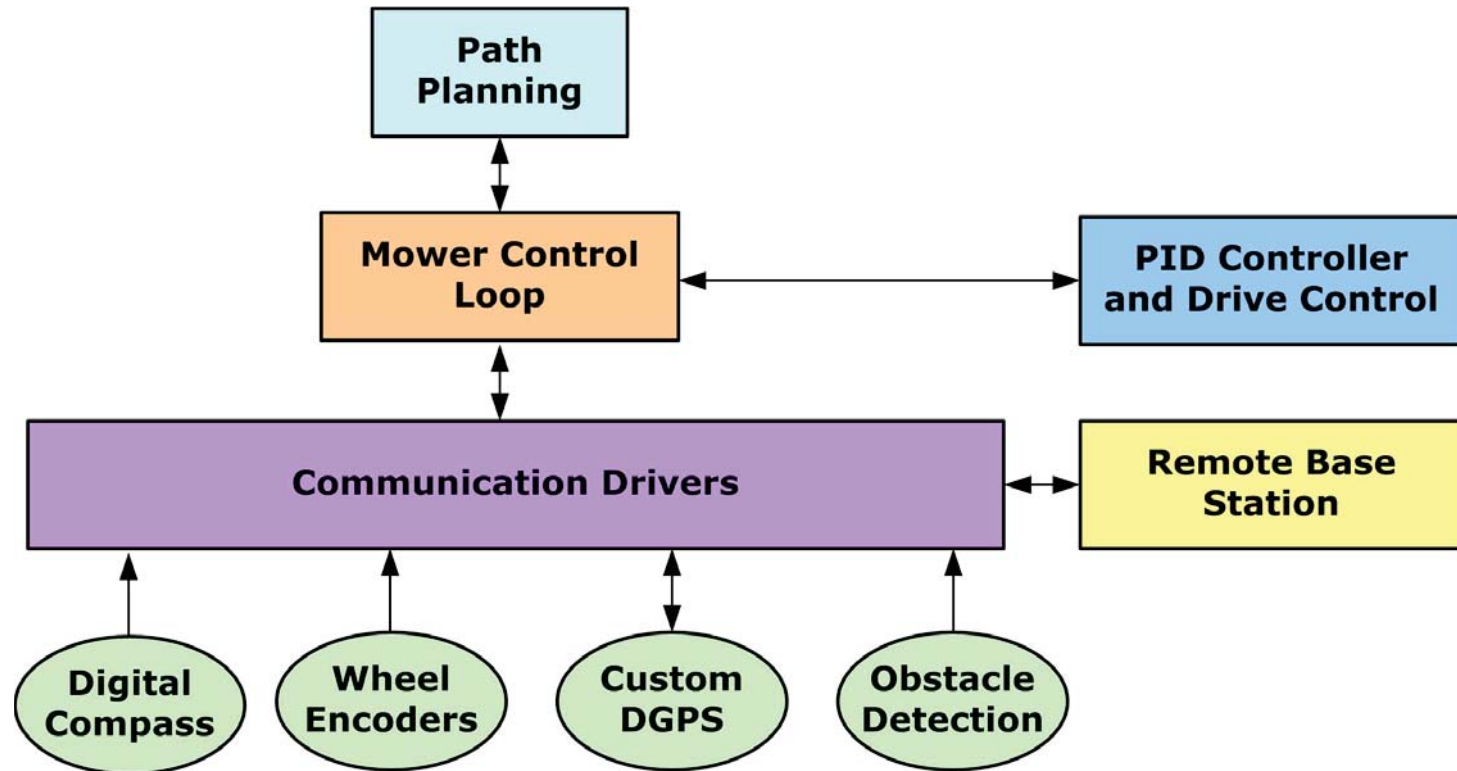 Path
Planning
Mower Control
Loop
PID Controller
and Drive Control
Communication Drivers
Remote Base
Station
Digital
Compass
Wheel
Encoders
Custom
DGPS
Obstacle
Detection